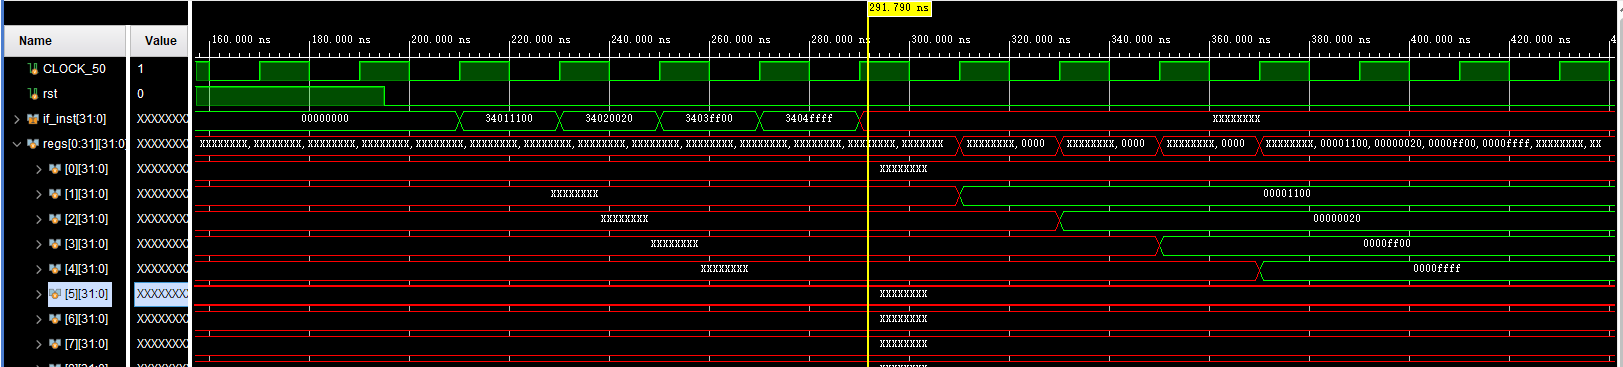 291.790 ns
Name Value 160.000 ns 180.000 ns 200.000 ns 220.000 ns 240.000 ns 260.000 ns 280.000 ns 300.000 ns 320.000 ns 340.000 ns 360.000 ns 380.000 ns 400.000 ns 420.000 ns 4
CLOCK_50 1
rst 0
if_inst[31:0] XXXXXXXX 00000000 34011100 34020020 3403ff00 3404ffff XXXXXXXX
regs[0:31][31:0] XXXXXXXX XXXXXXXX,XXXXXXXX,XXXXXXXX,XXXXXXXX,XXXXXXXX,XXXXXXXX,XXXXXXXX,XXXXXXXX,XXXXXXXX,XXXXXXXX,XXXXXXXX,XXXXXXXX,XXXXXXXX,XXXXXXXX XXXXXXXX,0000 XXXXXXXX,0000 XXXXXXXX,0000 XXXXXXXX,00001100,00000020,0000ff00,0000ffff,XXXXXXXX,XX
[0][31:0] XXXXXXXX XXXXXXXX
[1][31:0] XXXXXXXX XXXXXXXX 00001100
[2][31:0] XXXXXXXX XXXXXXXX 00000020
[3][31:0] XXXXXXXX XXXXXXXX 0000ff00
[4][31:0] XXXXXXXX XXXXXXXX 0000ffff
[5][31:0] XXXXXXXX XXXXXXXX
[6][31:0] XXXXXXXX XXXXXXXX
[7][31:0] XXXXXXXX XXXXXXXX